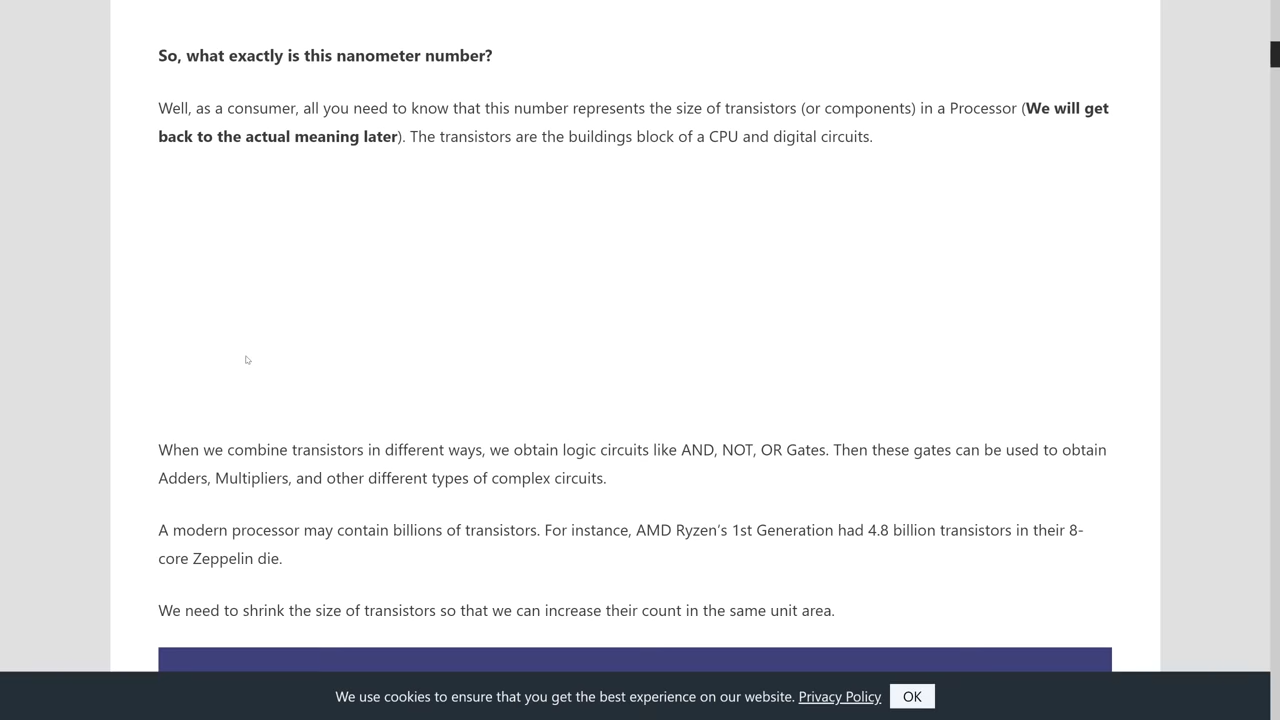 So, what exactly is this nanometer number?
Well, as a consumer, all you need to know that this number represents the size of transistors (or components) in a Processor (We will get
back to the actual meaning later). The transistors are the buildings block of a CPU and digital circuits.
When we combine transistors in different ways, we obtain logic circuits like AND, NOT, OR Gates. Then these gates can be used to obtain
Adders, Multipliers, and other different types of complex circuits.
A modern processor may contain billions of transistors. For instance, AMD Ryzen’s 1st Generation had 4.8 billion transistors in their 8-
core Zeppelin die.
We need to shrink the size of transistors so that we can increase their count in the same unit area.
We use cookies to ensure that you get the best experience on our website. Privacy Policy OK